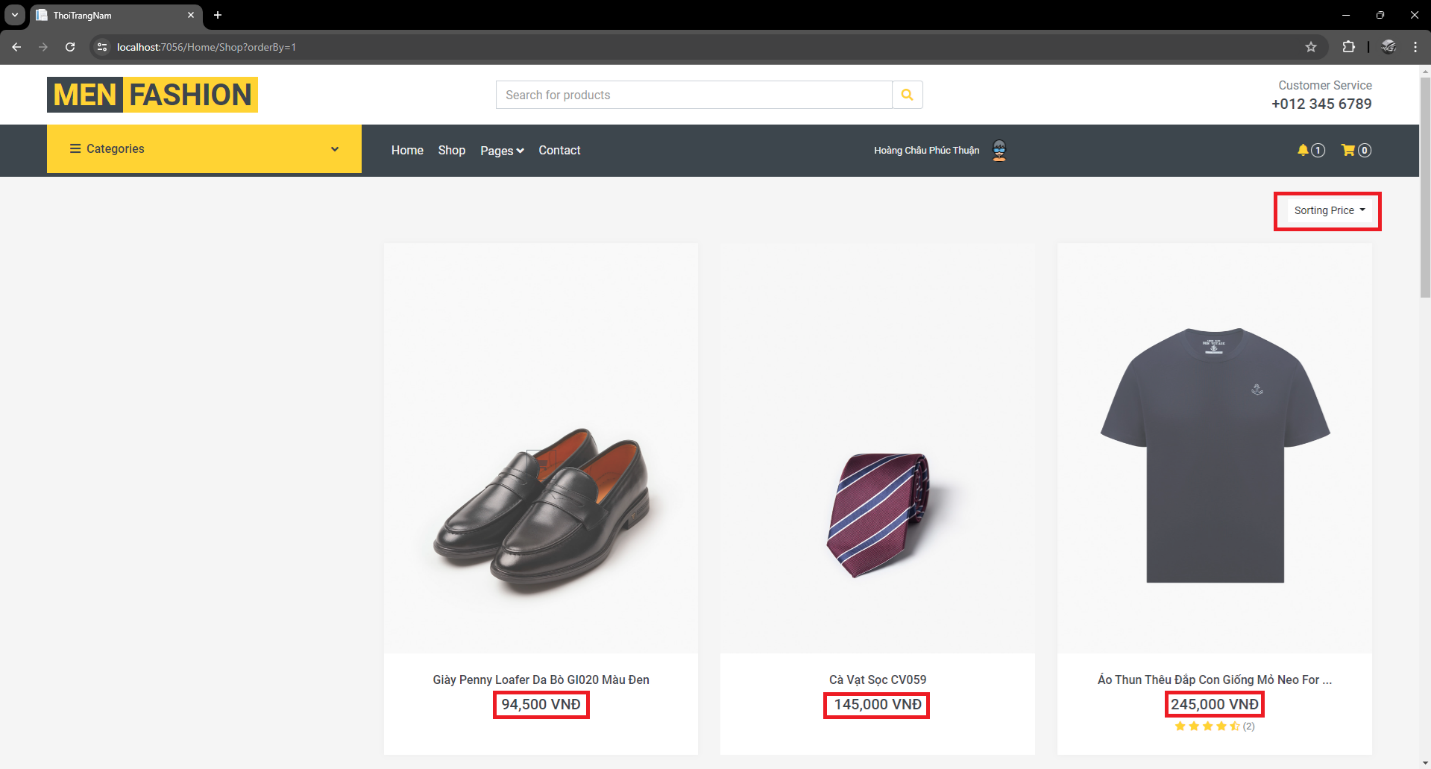 ThoiTrangNam
localhost:7056/Home/Shop?orderBy=1
MEN FASHION
Search for products
Customer Service
+012 345 6789
Categories
Home Shop Pages Contact
Hoàng Châu Phúc Thuận
1 0
Sorting Price
Giày Penny Loafer Da Bò GI020 Màu Đen
94,500 VNĐ
Cà Vạt Sọc CV059
145,000 VNĐ
Áo Thun Thêu Đắp Con Giống Mỏ Neo For ...
245,000 VNĐ
(2)